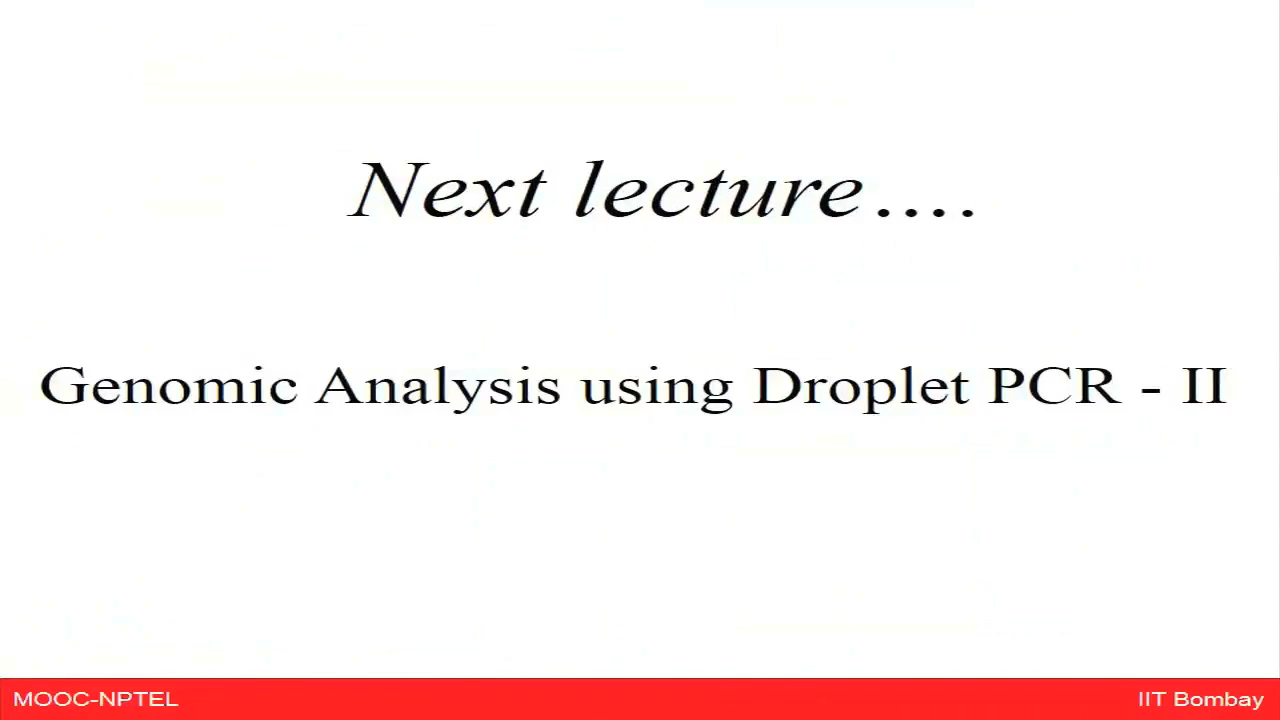 Next lecture....
Genomic Analysis using Droplet PCR - II
MOOC-NPTEL
IIT Bombay